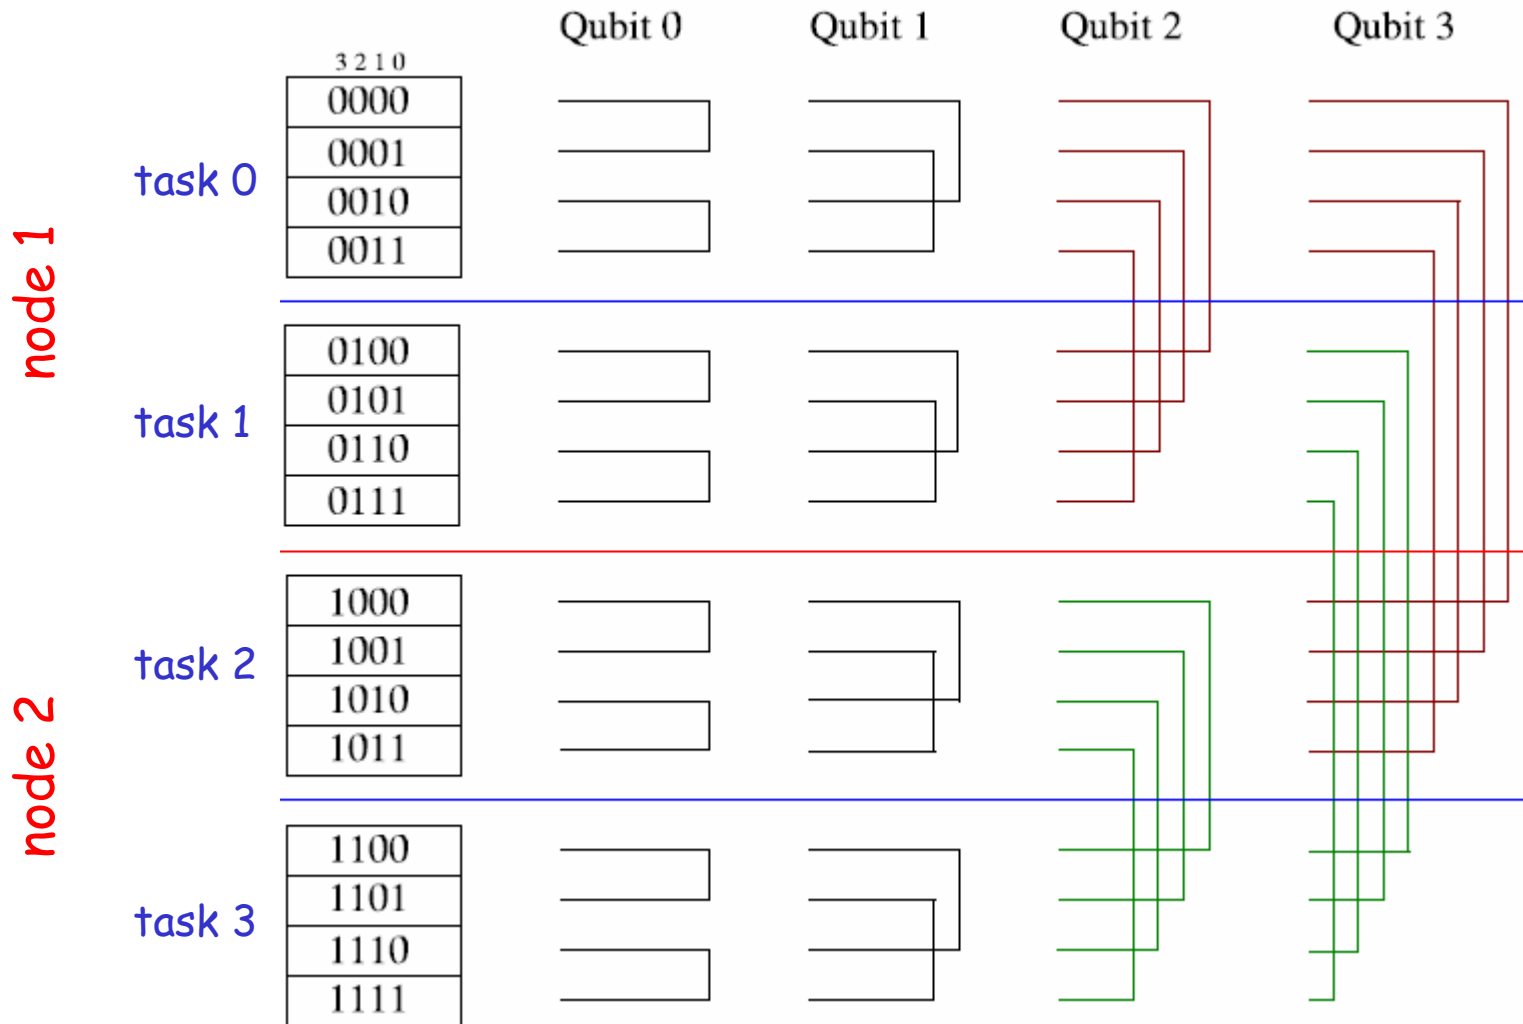 Qubit 0 Qubit 1 Qubit 2 Qubit 3
3 2 1 0
node 1
task 0
0000
0001
0010
0011
task 1
0100
0101
0110
0111
node 2
task 2
1000
1001
1010
1011
task 3
1100
1101
1110
1111